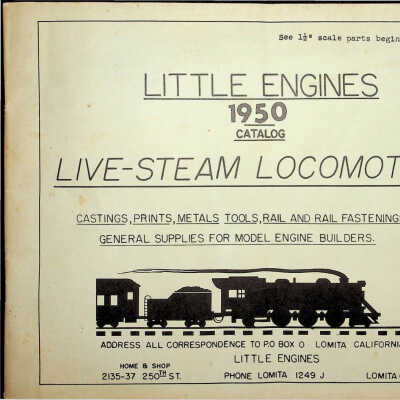 See 1½" scale parts begin
LITTLE ENGINES
1950
CATALOG
LIVE-STEAM LOCOMOT
CASTINGS, PRINTS, METALS TOOLS, RAIL AND RAIL FASTENING
GENERAL SUPPLIES FOR MODEL ENGINE BUILDERS.
ADDRESS ALL CORRESPONDENCE TO P.O BOX O LOMITA CALIFORNIA
LITTLE ENGINES
HOME & SHOP
2135-37 250TH ST. PHONE LOMITA 1249 J LOMITA